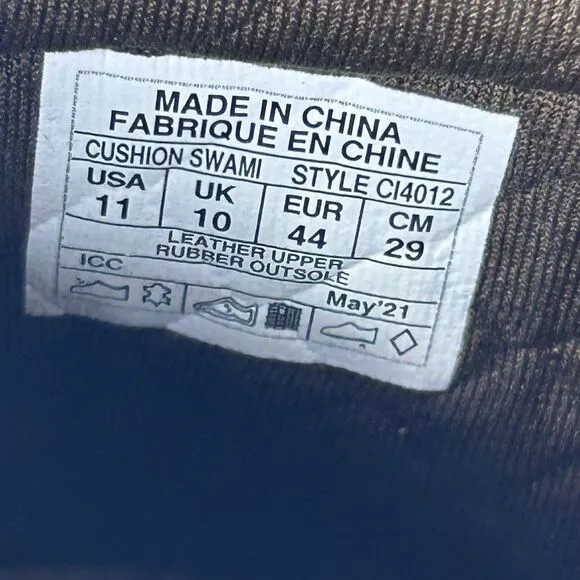 MADE IN CHINA
FABRIQUE EN CHINE
CUSHION SWAMI STYLE CI4012
USA UK EUR CM
11 10 44 29
LEATHER UPPER
RUBBER OUTSOLE
ICC May'21